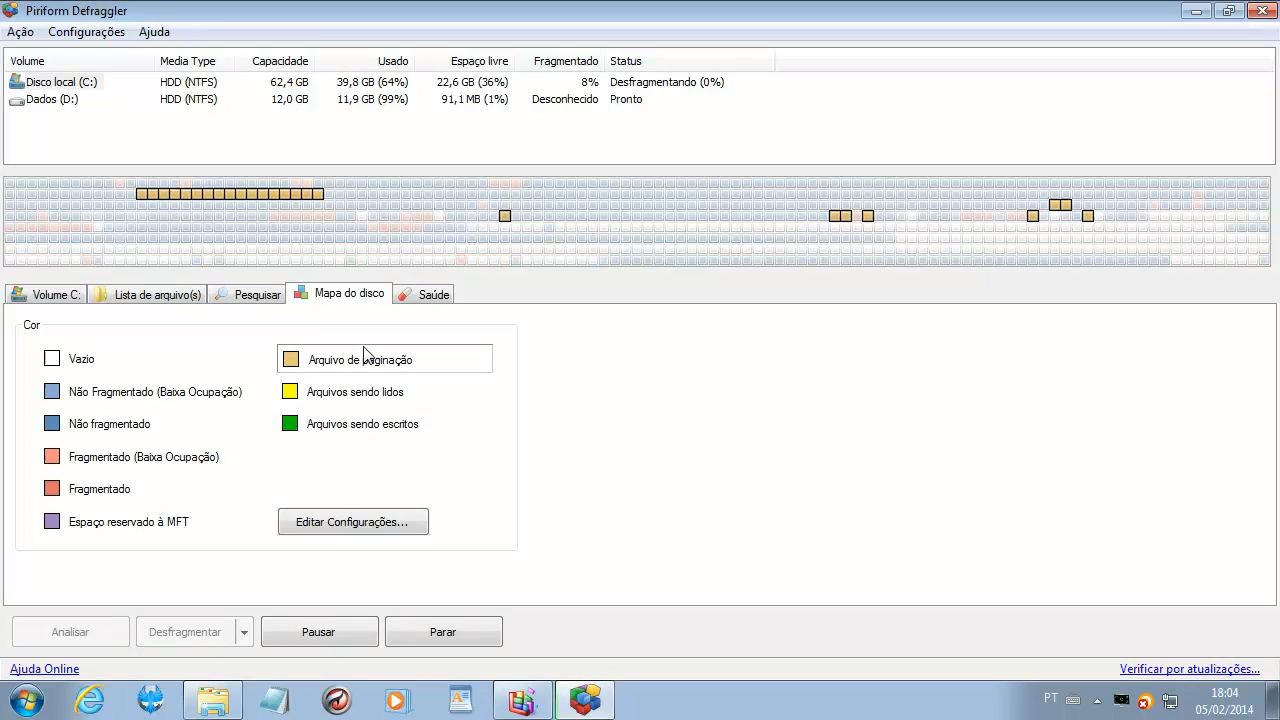 Piriform Defraggler
Ação Configurações Ajuda
Volume Media Type Capacidade Usado Espaço livre Fragmentado Status
Disco local (C:) HDD (NTFS) 62,4 GB 39,8 GB (64%) 22,6 GB (36%) 8% Desfragmentando (0%)
Dados (D:) HDD (NTFS) 12,0 GB 11,9 GB (99%) 91,1 MB (1%) Desconhecido Pronto
Volume C: Lista de arquivo(s) Pesquisar Mapa do disco Saúde
Cor
Vazio Arquivo de paginação
Não Fragmentado (Baixa Ocupação) Arquivos sendo lidos
Não fragmentado Arquivos sendo escritos
Fragmentado (Baixa Ocupação)
Fragmentado
Espaço reservado à MFT Editar Configurações...
Analisar Desfragmentar Pausar Parar
Ajuda Online Verificar por atualizações...
PT 18:04
05/02/2014